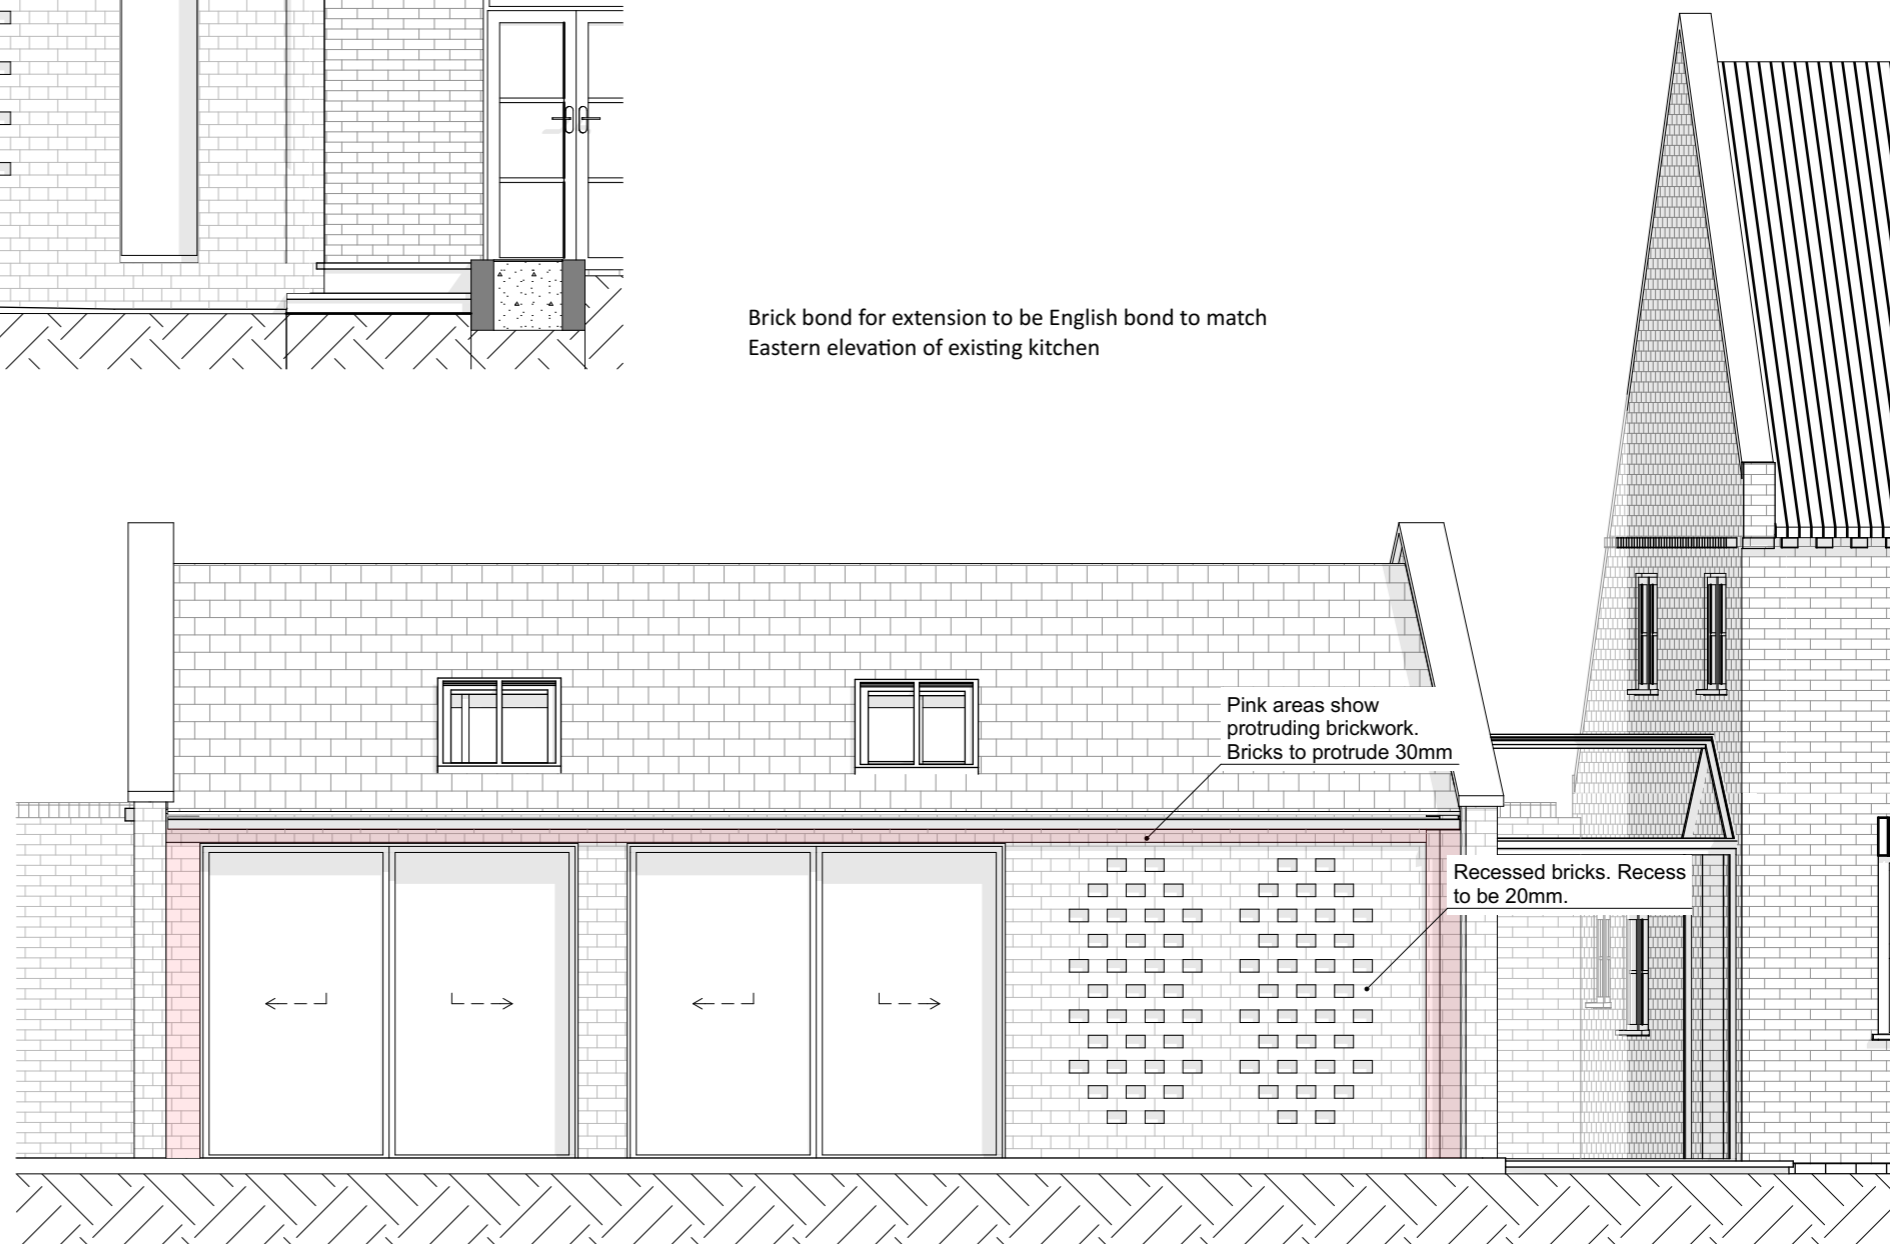 Brick bond for extension to be English bond to match
Eastern elevation of existing kitchen
Pink areas show
protruding brickwork.
Bricks to protrude 30mm
Recessed bricks. Recess
to be 20mm.